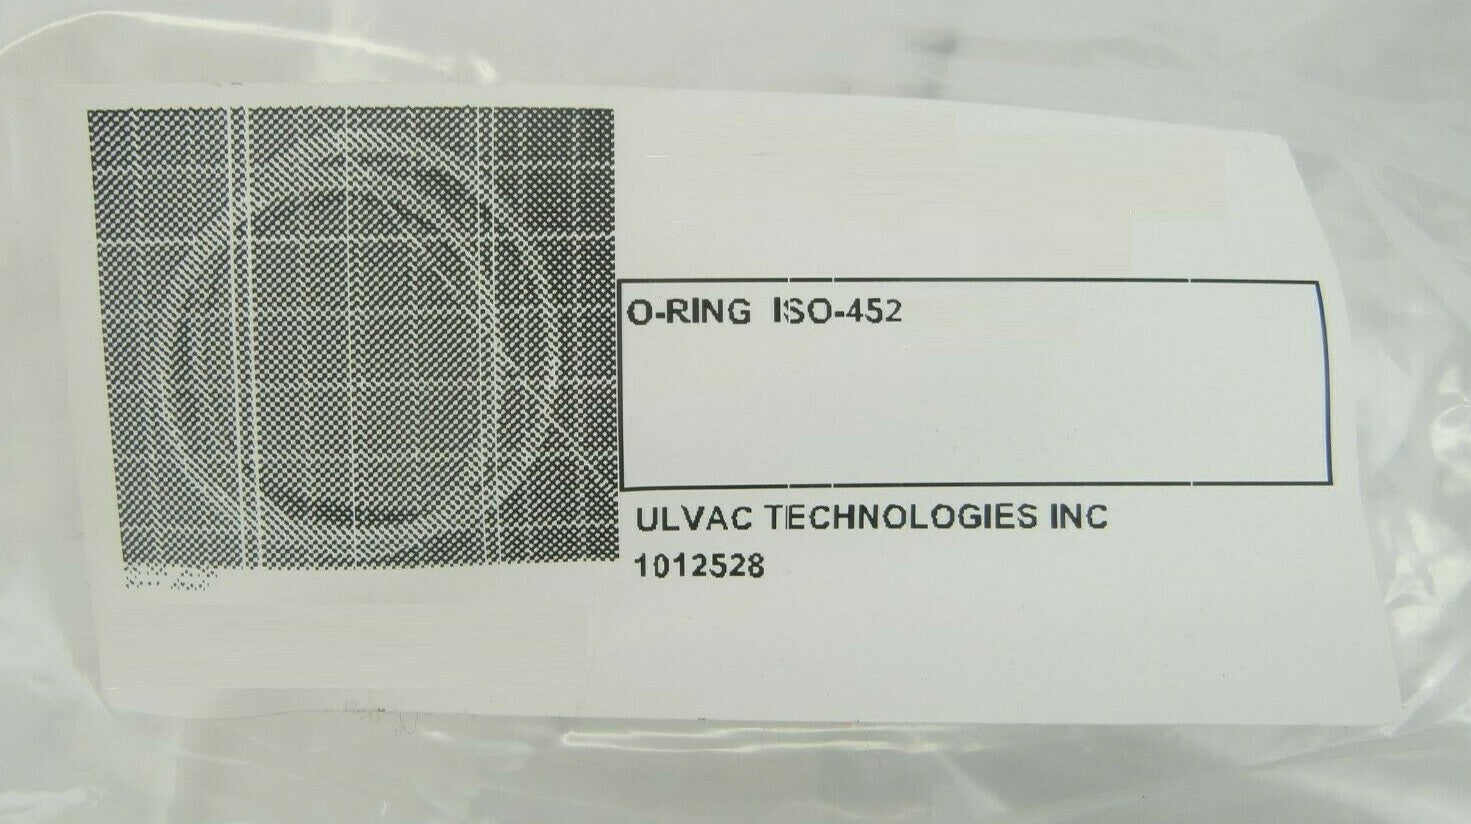 O-RING ISO-452
ULVAC TECHNOLOGIES INC
1012528